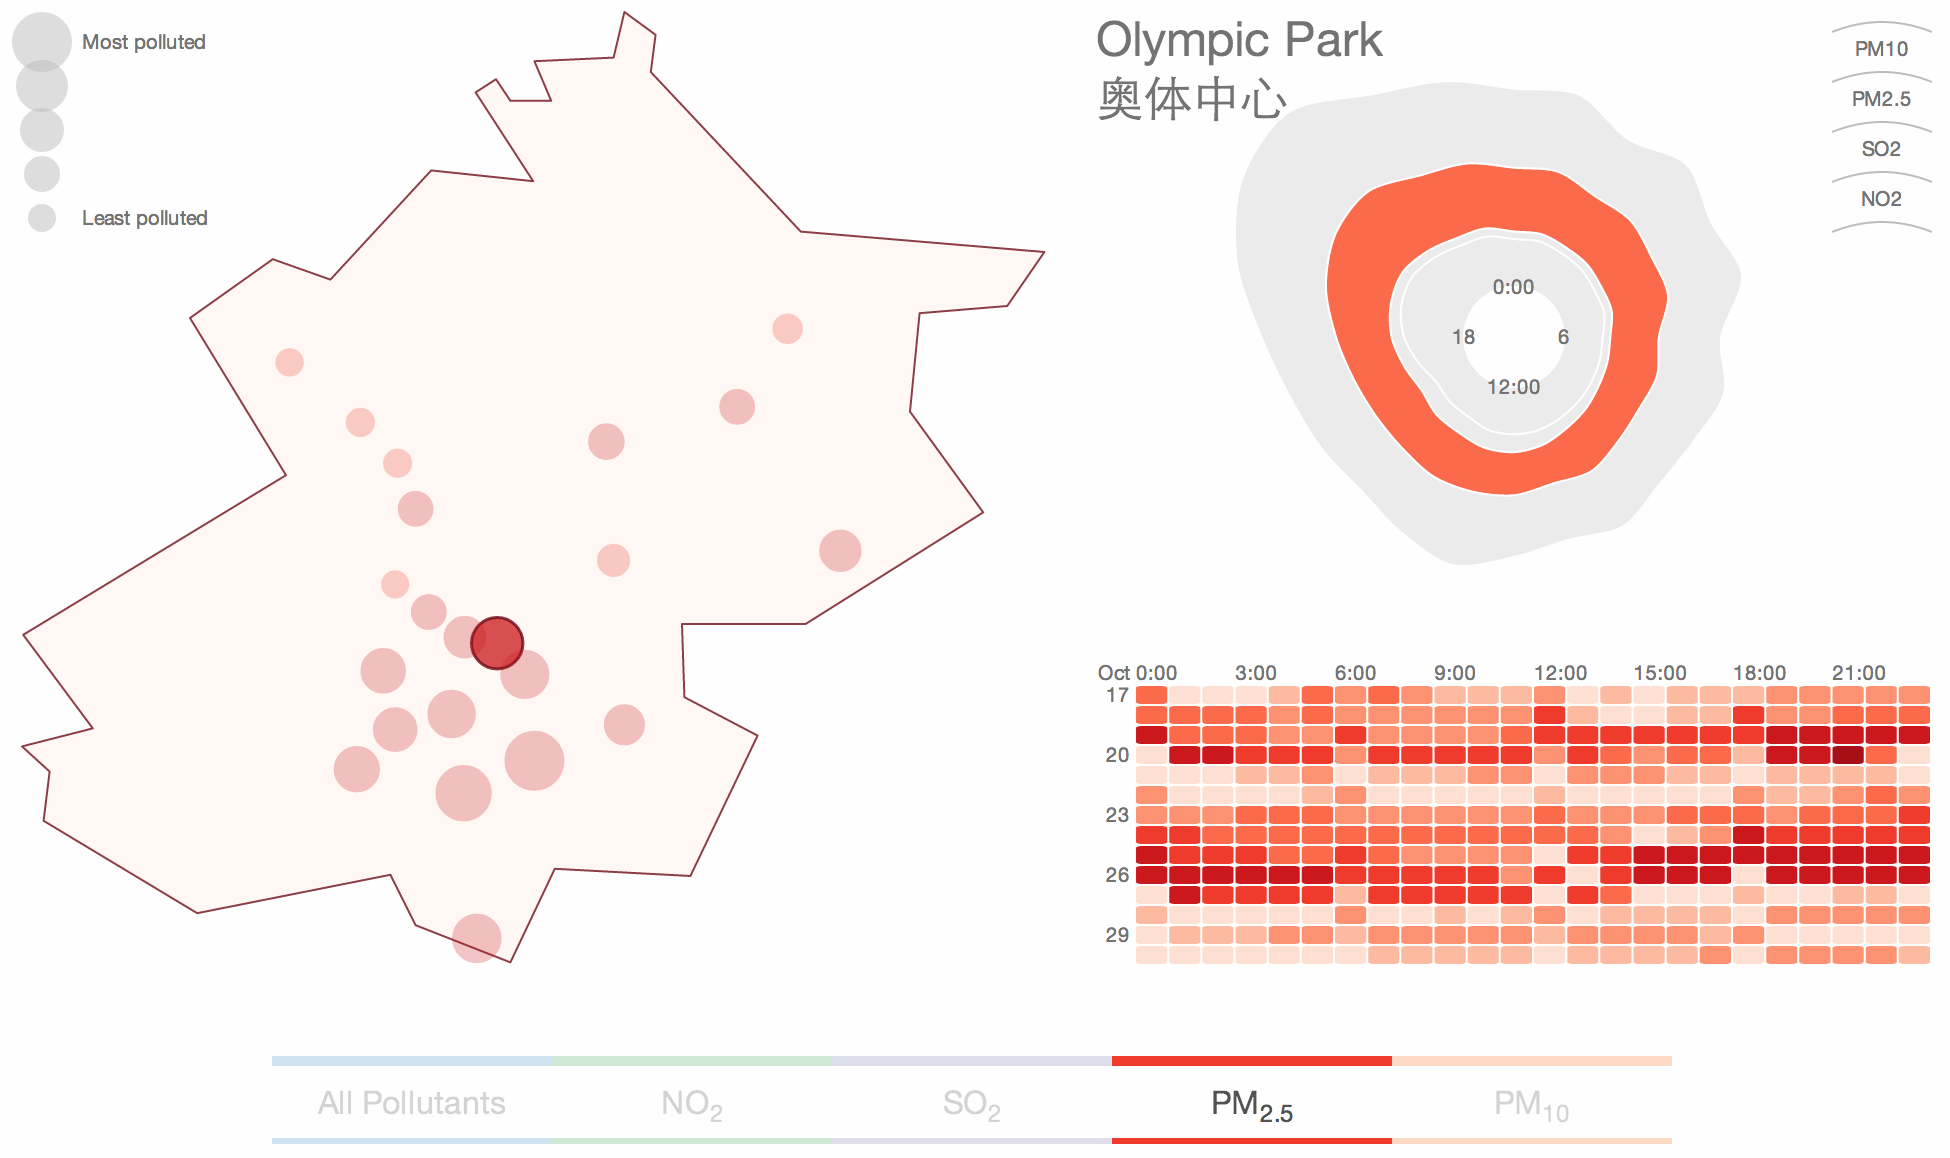 Most polluted
Least polluted
Olympic Park
奥体中心
PM10
PM2.5
SO2
NO2
0:00
18 6
12:00
Oct 0:00 3:00 6:00 9:00 12:00 15:00 18:00 21:00
17
20
23
26
29
All Pollutants NO₂ SO₂ PM₂.₅ PM₁₀